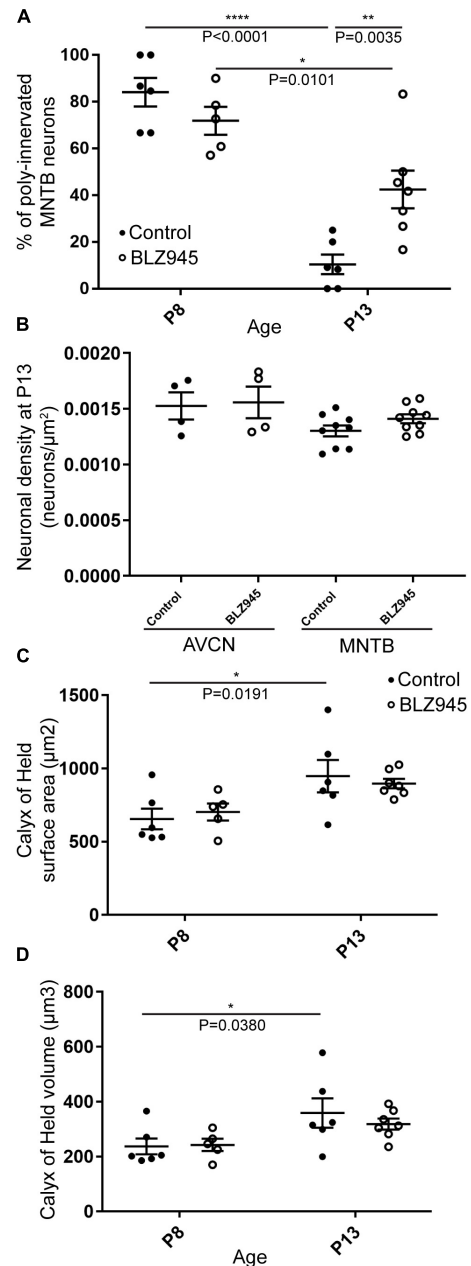 A
****
**
P<0.0001
P=0.0035
*
P=0.0101
100
80
60
40
20
0
% of poly-innervated
MNTB neurons
Control
BLZ945
P8
P13
Age
B
0.0020
0.0015
0.0010
0.0005
0.0000
Neuronal density at P13
(neurons/µm²)
Control
BLZ945
Control
BLZ945
AVCN
MNTB
C
*
P=0.0191
Control
BLZ945
1500
1000
500
0
Calyx of Held
surface area (µm2)
P8
P13
D
*
P=0.0380
800
600
400
200
0
Calyx of Held volume (µm3)
P8
P13
Age